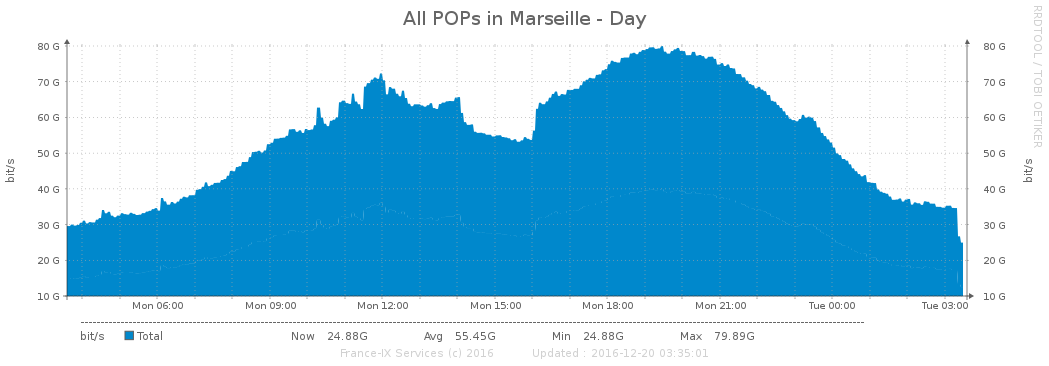 All POPs in Marseille - Day
RRDTOOL / TOBI OETIKER
bit/s
80 G
70 G
60 G
50 G
40 G
30 G
20 G
10 G
80 G
70 G
60 G
50 G
40 G
30 G
20 G
10 G
bit/s
Mon 06:00 Mon 09:00 Mon 12:00 Mon 15:00 Mon 18:00 Mon 21:00 Tue 00:00 Tue 03:00
bit/s Total Now 24.88G Avg 55.45G Min 24.88G Max 79.89G
France-IX Services (c) 2016 Updated : 2016-12-20 03:35:01